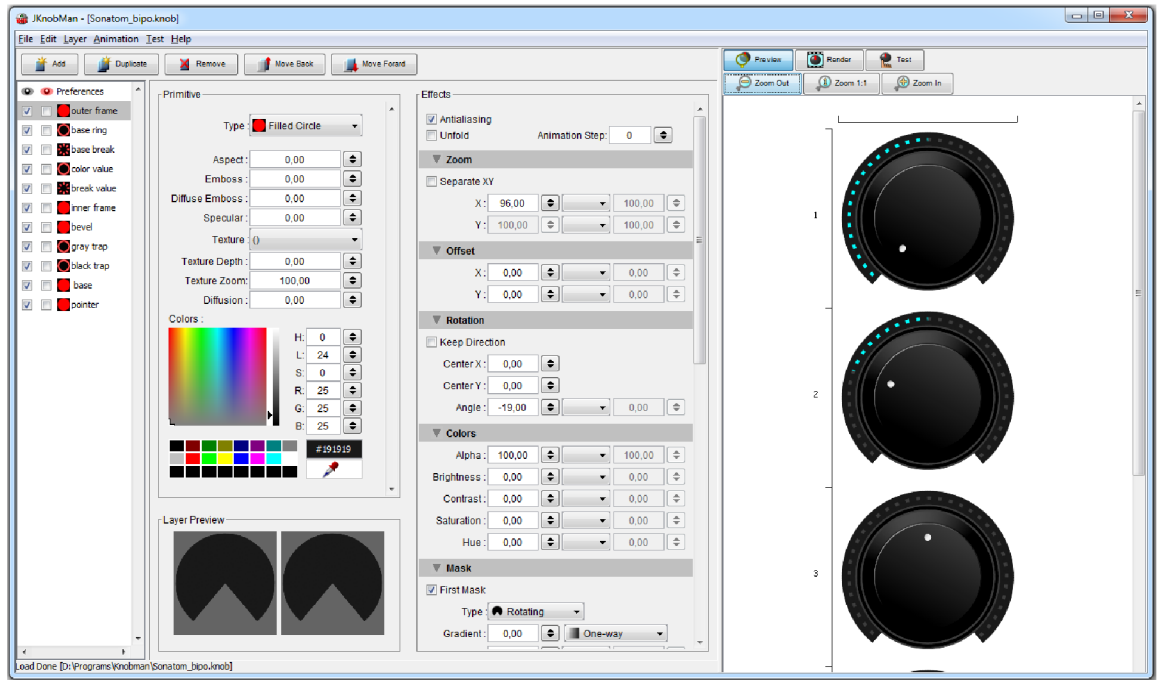 JKnobMan - [Sonatom_bipo.knob]
File Edit Layer Animation Test Help
Add Duplicate Remove Move Back Move Forard
Preview Render Test
Zoom Out Zoom 1:1 Zoom In
Preferences
outer frame
base ring
base break
color value
break value
inner frame
bevel
gray trap
black trap
base
pointer
Primitive
Type : Filled Circle
Aspect : 0,00
Emboss : 0,00
Diffuse Emboss : 0,00
Specular : 0,00
Texture : ()
Texture Depth : 0,00
Texture Zoom: 100,00
Diffusion : 0,00
Colors :
H: 0
L: 24
S: 0
R: 25
G: 25
B: 25
#191919
Layer Preview
Effects
Antialiasing
Unfold Animation Step: 0
Zoom
Separate XY
X : 96,00 100,00
Y : 100,00 100,00
Offset
X : 0,00 0,00
Y : 0,00 0,00
Rotation
Keep Direction
Center X : 0,00
Center Y : 0,00
Angle : -19,00 0,00
Colors
Alpha : 100,00 100,00
Brightness : 0,00 0,00
Contrast : 0,00 0,00
Saturation : 0,00 0,00
Hue : 0,00 0,00
Mask
First Mask
Type : Rotating
Gradient : 0,00 One-way
1
2
3
Load Done [D:\Programs\Knobman\Sonatom_bipo.knob]